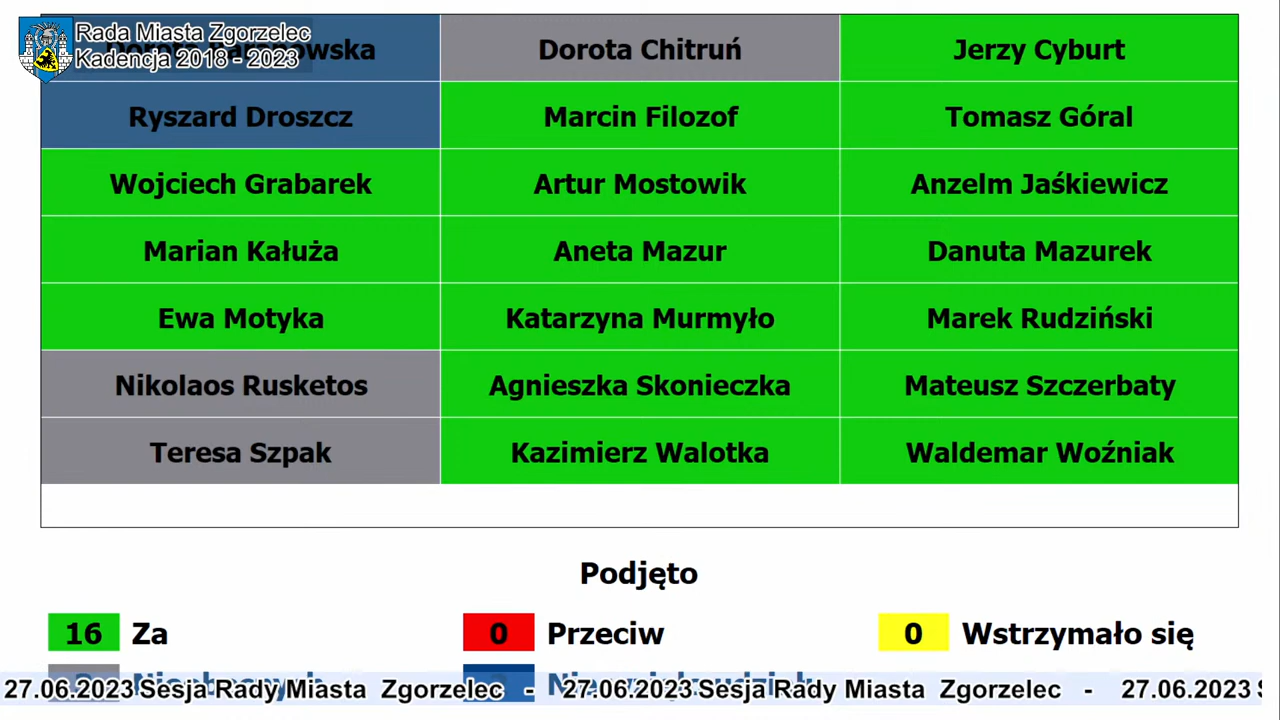 Rada Miasta Zgorzelec
Kadencja 2018 - 2023
Dorota Chitruń
Jerzy Cyburt
Ryszard Droszcz
Marcin Filozof
Tomasz Góral
Wojciech Grabarek
Artur Mostowik
Anzelm Jaśkiewicz
Marian Kałuża
Aneta Mazur
Danuta Mazurek
Ewa Motyka
Katarzyna Murmyło
Marek Rudziński
Nikolaos Rusketos
Agnieszka Skonieczka
Mateusz Szczerbaty
Teresa Szpak
Kazimierz Walotka
Waldemar Woźniak
Podjęto
16 Za
0 Przeciw
0 Wstrzymało się
27.06.2023 Sesja Rady Miasta Zgorzelec - 27.06.2023 Sesja Rady Miasta Zgorzelec - 27.06.2023